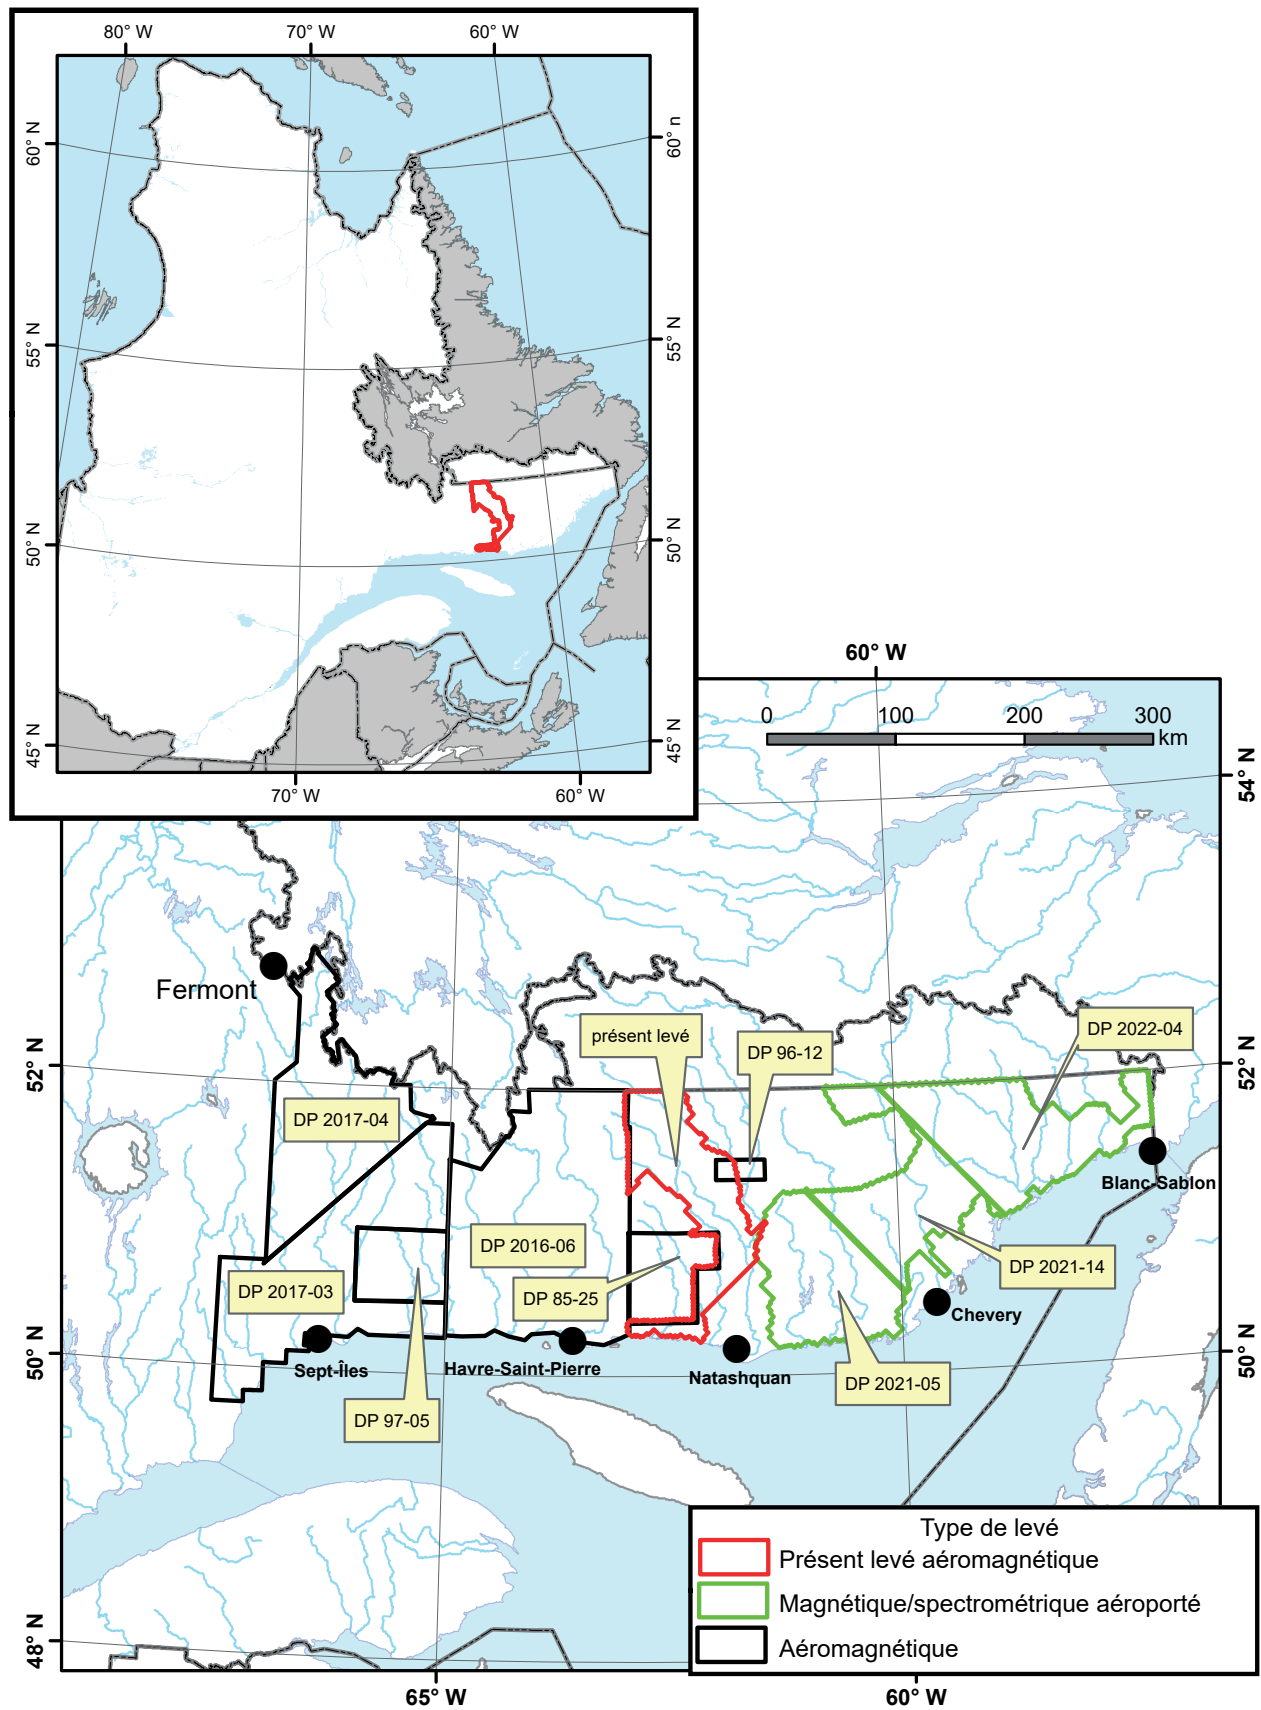 80° W
70° W
60° W
60° N
60° n
55° N
55° N
50° N
50° N
45° N
45° N
70° W
60° W
60° W
0
100
200
300
km
54° N
Fermont
présent levé
DP 96-12
DP 2022-04
52° N
52° N
DP 2017-04
Blanc-Sablon
DP 2016-06
DP 2021-14
DP 2017-03
DP 85-25
Chevery
50° N
50° N
Sept-Îles
Havre-Saint-Pierre
Natashquan
DP 2021-05
DP 97-05
Type de levé
Présent levé aéromagnétique
Magnétique/spectrométrique aéroporté
Aéromagnétique
48° N
65° W
60° W